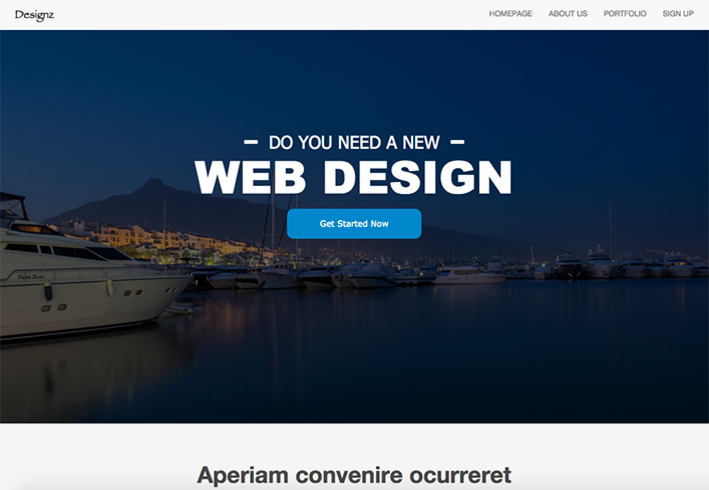 Designz
HOMEPAGE ABOUT US PORTFOLIO SIGN UP
DO YOU NEED A NEW
WEB DESIGN
Get Started Now
Aperiam convenire ocurreret